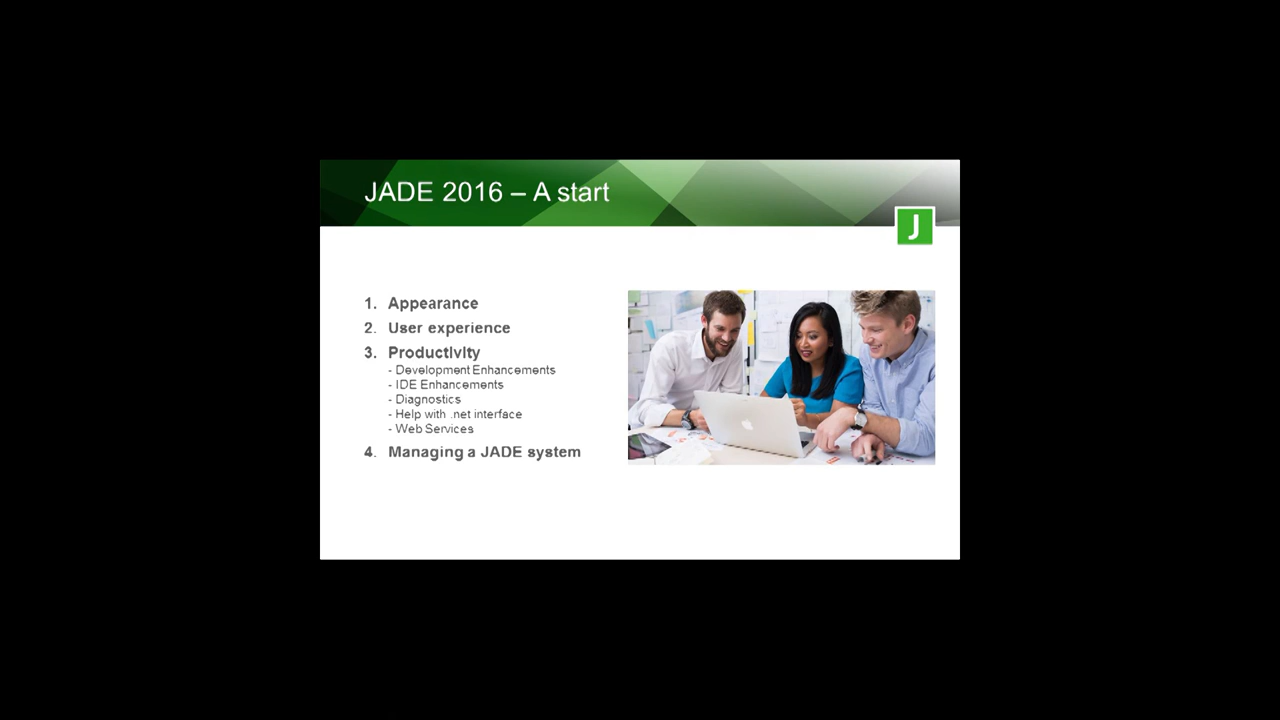 JADE 2016 – A start
J
1. Appearance
2. User experience
3. Productivity
- Development Enhancements
- IDE Enhancements
- Diagnostics
- Help with .net interface
- Web Services
4. Managing a JADE system